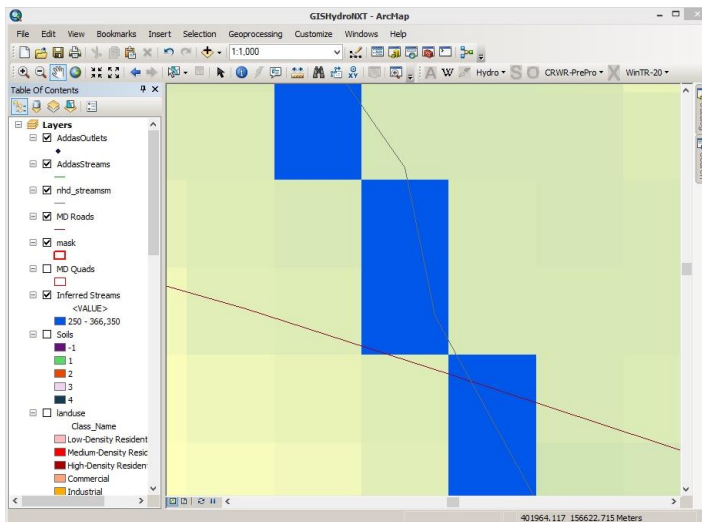 GISHydroNXT - ArcMap
File Edit View Bookmarks Insert Selection Geoprocessing Customize Windows Help
1:1,000
A W Hydro S O CRWR-PrePro X WinTR-20
Table Of Contents
Layers
AddasOutlets
AddasStreams
nhd_streamsm
MD Roads
mask
MD Quads
Inferred Streams
<VALUE>
250 - 366,350
Soils
-1
1
2
3
4
landuse
Class_Name
Low-Density Resident
Medium-Density Resid
High-Density Residen
Commercial
Industrial
401964.117 156622.715 Meters